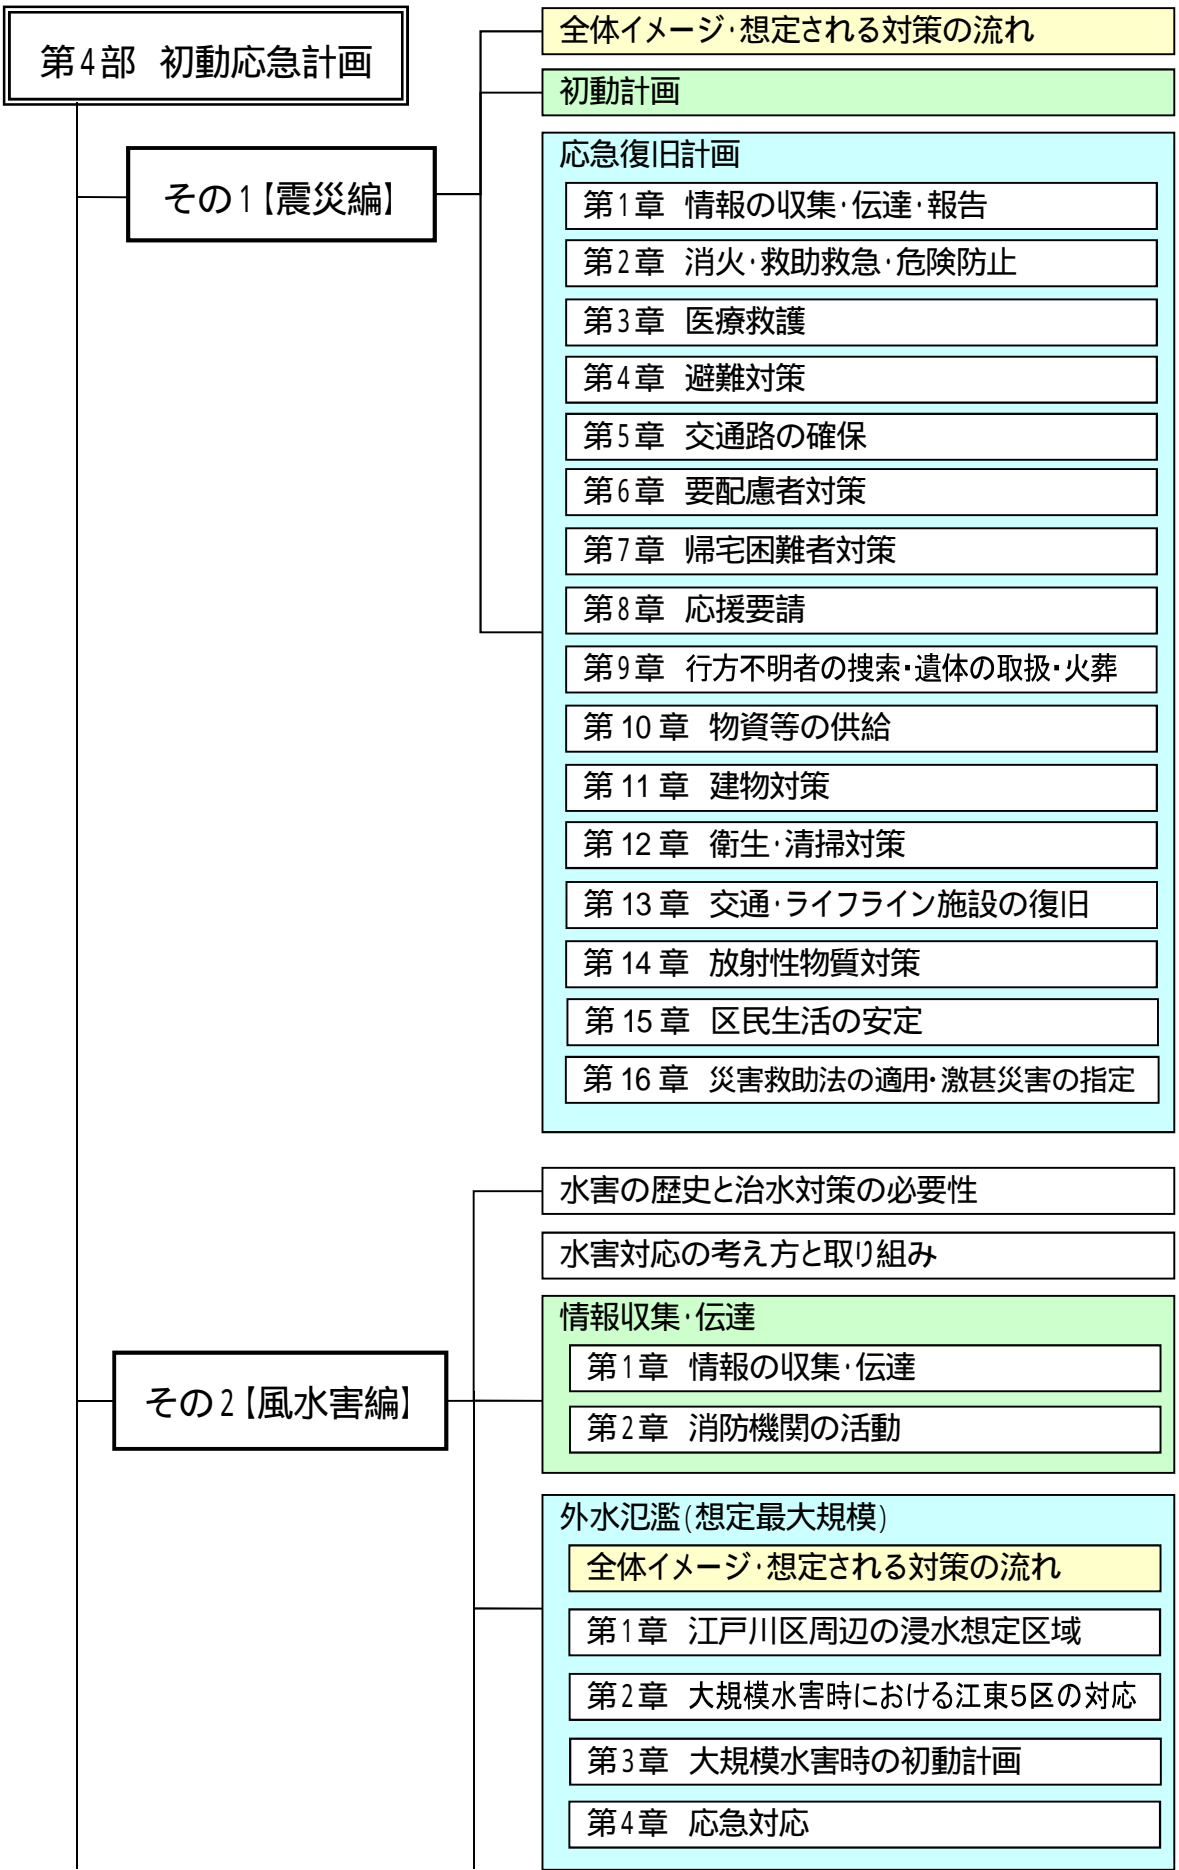 第4部 初動応急計画
その1【震災編】
全体イメージ・想定される対策の流れ
初動計画
応急復旧計画
第1章 情報の収集・伝達・報告
第2章 消火・救助救急・危険防止
第3章 医療救護
第4章 避難対策
第5章 交通路の確保
第6章 要配慮者対策
第7章 帰宅困難者対策
第8章 応援要請
第9章 行方不明者の捜索・遺体の取扱・火葬
第10章 物資等の供給
第11章 建物対策
第12章 衛生・清掃対策
第13章 交通・ライフライン施設の復旧
第14章 放射性物質対策
第15章 区民生活の安定
第16章 災害救助法の適用・激甚災害の指定
その2【風水害編】
水害の歴史と治水対策の必要性
水害対応の考え方と取り組み
情報収集・伝達
第1章 情報の収集・伝達
第2章 消防機関の活動
外水氾濫(想定最大規模)
全体イメージ・想定される対策の流れ
第1章 江戸川区周辺の浸水想定区域
第2章 大規模水害時における江東5区の対応
第3章 大規模水害時の初動計画
第4章 応急対応